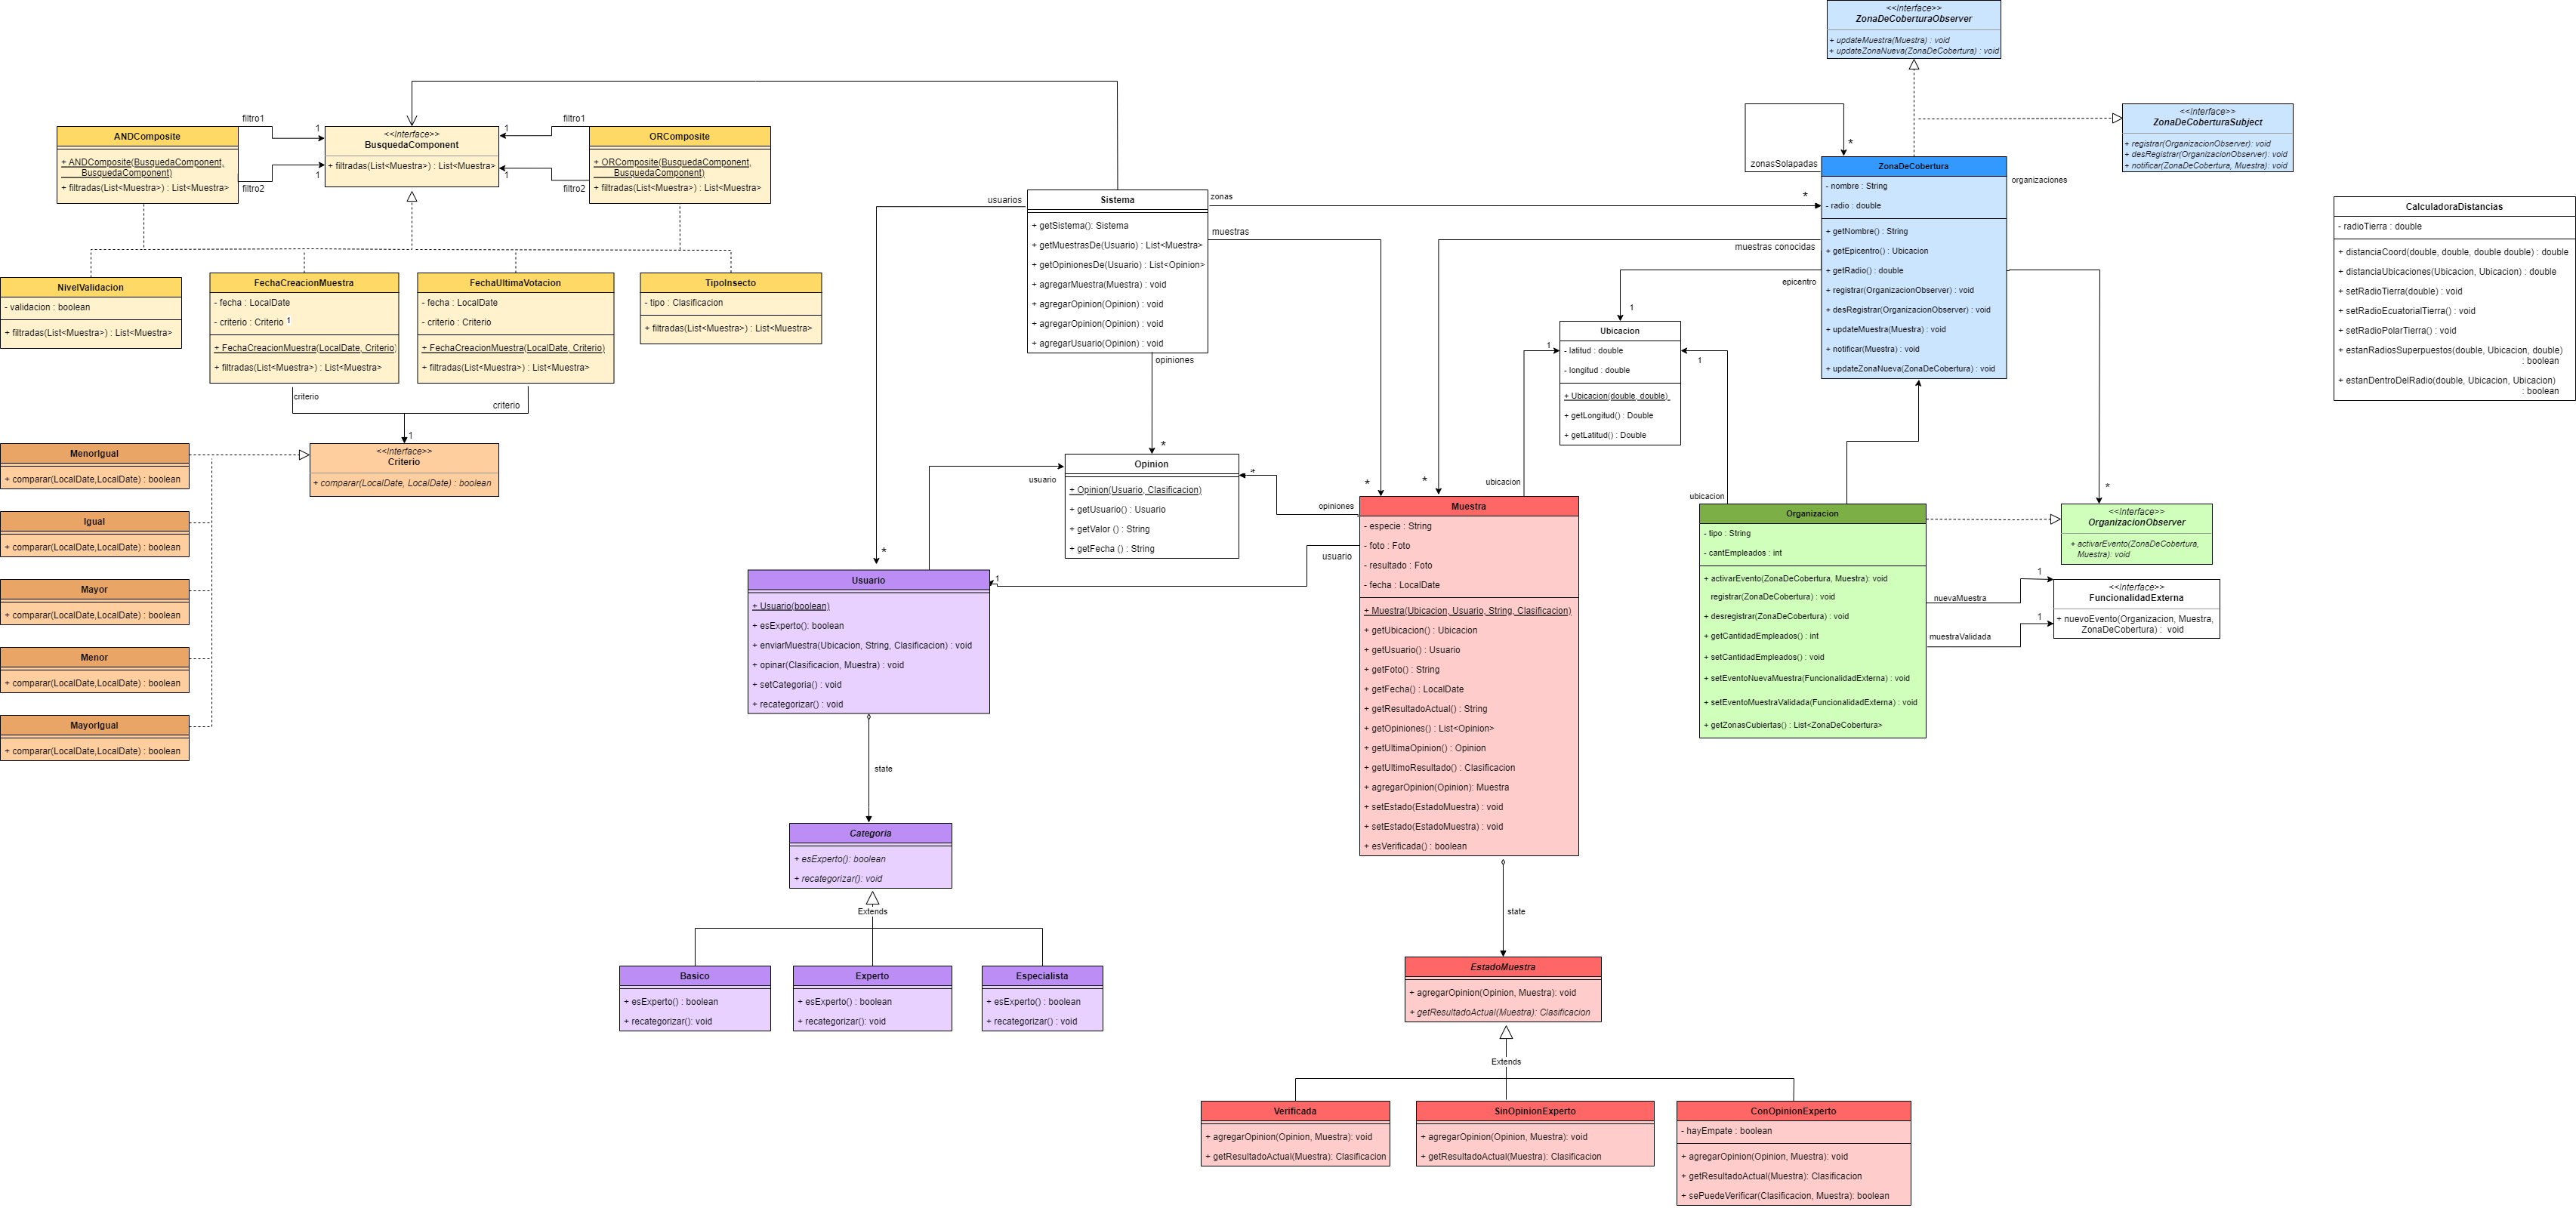 <<Interface>>
ZonaDeCoberturaObserver
+ updateMuestra(Muestra) : void
+ updateZonaNueva(ZonaDeCobertura) : void
<<Interface>>
ZonaDeCoberturaSubject
+ registrar(OrganizacionObserver): void
+ desRegistrar(OrganizacionObserver): void
+ notificar(ZonaDeCobertura, Muestra): void
ANDComposite
+ ANDComposite(BusquedaComponent,
BusquedaComponent)
+ filtradas(List<Muestra>) : List<Muestra>
filtro1
1
filtro2
1
<<Interface>>
BusquedaComponent
+ filtradas(List<Muestra>) : List<Muestra>
filtro1
1
filtro2
1
ORComposite
+ ORComposite(BusquedaComponent,
BusquedaComponent)
+ filtradas(List<Muestra>) : List<Muestra>
NivelValidacion
- validacion : boolean
+ filtradas(List<Muestra>) : List<Muestra>
FechaCreacionMuestra
- fecha : LocalDate
- criterio : Criterio 1
+ FechaCreacionMuestra(LocalDate, Criterio)
+ filtradas(List<Muestra>) : List<Muestra>
FechaUltimaVotacion
- fecha : LocalDate
- criterio : Criterio
+ FechaCreacionMuestra(LocalDate, Criterio)
+ filtradas(List<Muestra>) : List<Muestra>
TipoInsecto
- tipo : Clasificacion
+ filtradas(List<Muestra>) : List<Muestra>
criterio
criterio
1
<<Interface>>
Criterio
+ comparar(LocalDate, LocalDate) : boolean
MenorIgual
+ comparar(LocalDate,LocalDate) : boolean
Igual
+ comparar(LocalDate,LocalDate) : boolean
Mayor
+ comparar(LocalDate,LocalDate) : boolean
Menor
+ comparar(LocalDate,LocalDate) : boolean
MayorIgual
+ comparar(LocalDate,LocalDate) : boolean
Sistema
+ getSistema(): Sistema
+ getMuestrasDe(Usuario) : List<Muestra>
+ getOpinionesDe(Usuario) : List<Opinion>
+ agregarMuestra(Muestra) : void
+ agregarOpinion(Opinion) : void
+ agregarOpinion(Opinion) : void
+ agregarUsuario(Opinion) : void
usuarios
*
zonas
*
muestras
*
opiniones
*
zonasSolapadas
*
ZonaDeCobertura
- nombre : String
- radio : double
+ getNombre() : String
+ getEpicentro() : Ubicacion
+ getRadio() : double
+ registrar(OrganizacionObserver) : void
+ desRegistrar(OrganizacionObserver) : void
+ updateMuestra(Muestra) : void
+ notificar(Muestra) : void
+ updateZonaNueva(ZonaDeCobertura) : void
organizaciones
*
muestras conocidas
*
epicentro
1
CalculadoraDistancias
- radioTierra : double
+ distanciaCoord(double, double, double double) : double
+ distanciaUbicaciones(Ubicacion, Ubicacion) : double
+ setRadioTierra(double) : void
+ setRadioEcuatorialTierra() : void
+ setRadioPolarTierra() : void
+ estanRadiosSuperpuestos(double, Ubicacion, double)
: boolean
+ estanDentroDelRadio(double, Ubicacion, Ubicacion)
: boolean
Ubicacion
- latitud : double
- longitud : double
+ Ubicacion(double, double)
+ getLongitud() : Double
+ getLatitud() : Double
1
ubicacion
1
ubicacion
Opinion
+ Opinion(Usuario, Clasificacion)
+ getUsuario() : Usuario
+ getValor () : String
+ getFecha () : String
usuario
*
opiniones
usuario
1
Muestra
- especie : String
- foto : Foto
- resultado : Foto
- fecha : LocalDate
+ Muestra(Ubicacion, Usuario, String, Clasificacion)
+ getUbicacion() : Ubicacion
+ getUsuario() : Usuario
+ getFoto() : String
+ getFecha() : LocalDate
+ getResultadoActual() : String
+ getOpiniones() : List<Opinion>
+ getUltimaOpinion() : Opinion
+ getUltimoResultado() : Clasificacion
+ agregarOpinion(Opinion): Muestra
+ setEstado(EstadoMuestra) : void
+ setEstado(EstadoMuestra) : void
+ esVerificada() : boolean
Organizacion
- tipo : String
- cantEmpleados : int
+ activarEvento(ZonaDeCobertura, Muestra): void
registrar(ZonaDeCobertura) : void
+ desregistrar(ZonaDeCobertura) : void
+ getCantidadEmpleados() : int
+ setCantidadEmpleados() : void
+ setEventoNuevaMuestra(FuncionalidadExterna) : void
+ setEventoMuestraValidada(FuncionalidadExterna) : void
+ getZonasCubiertas() : List<ZonaDeCobertura>
<<Interface>>
OrganizacionObserver
+ activarEvento(ZonaDeCobertura,
Muestra): void
nuevaMuestra
1
muestraValidada
1
<<Interface>>
FuncionalidadExterna
+ nuevoEvento(Organizacion, Muestra,
ZonaDeCobertura) : void
Usuario
+ Usuario(boolean)
+ esExperto(): boolean
+ enviarMuestra(Ubicacion, String, Clasificacion) : void
+ opinar(Clasificacion, Muestra) : void
+ setCategoria() : void
+ recategorizar() : void
state
Categoría
+ esExperto(): boolean
+ recategorizar(): void
Extends
Basico
+ esExperto() : boolean
+ recategorizar(): void
Experto
+ esExperto() : boolean
+ recategorizar(): void
Especialista
+ esExperto() : boolean
+ recategorizar() : void
state
EstadoMuestra
+ agregarOpinion(Opinion, Muestra): void
+ getResultadoActual(Muestra): Clasificacion
Extends
Verificada
+ agregarOpinion(Opinion, Muestra): void
+ getResultadoActual(Muestra): Clasificacion
SinOpinionExperto
+ agregarOpinion(Opinion, Muestra): void
+ getResultadoActual(Muestra): Clasificacion
ConOpinionExperto
- hayEmpate : boolean
+ agregarOpinion(Opinion, Muestra): void
+ getResultadoActual(Muestra): Clasificacion
+ sePuedeVerificar(Clasificacion, Muestra): boolean